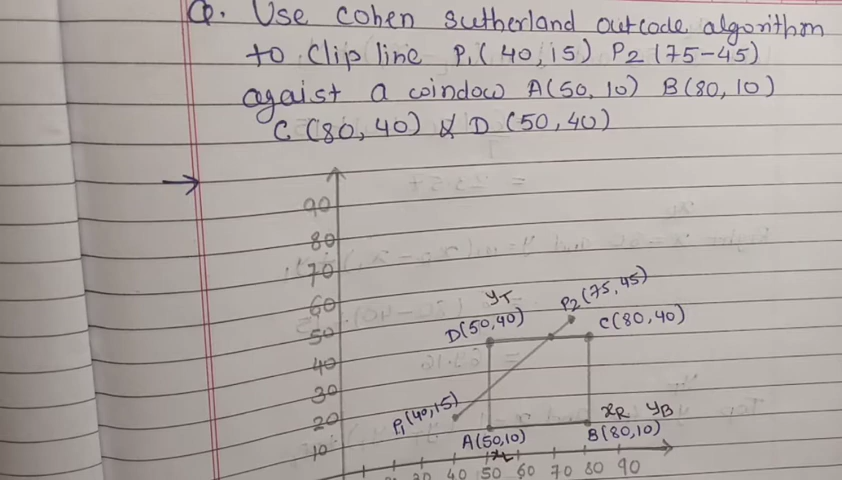 Q. Use cohen sutherland outcode algorithm
to clip line P1 (40,15) P2 (75-45)
agaist a window A(50,10) B(80,10)
C (80,40) & D (50,40)
90
80
70
60
50
40
30
20
10
yT
P2(75,45)
D(50,40)
C(80,40)
P1(40,15)
xR yB
A(50,10)
B(80,10)
xL
40 50 60 70 80 90